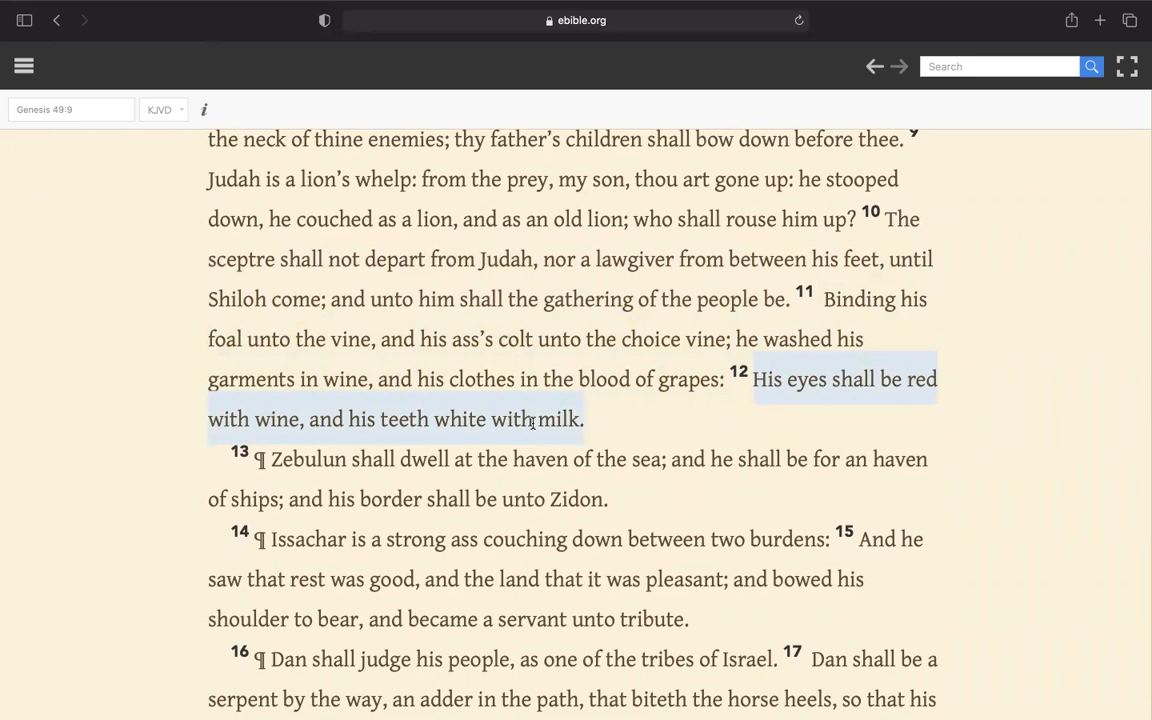 ebible.org
Search
Genesis 49:9
KJVD
i
the neck of thine enemies; thy father’s children shall bow down before thee. 9
Judah is a lion’s whelp: from the prey, my son, thou art gone up: he stooped
down, he couched as a lion, and as an old lion; who shall rouse him up? 10 The
sceptre shall not depart from Judah, nor a lawgiver from between his feet, until
Shiloh come; and unto him shall the gathering of the people be. 11 Binding his
foal unto the vine, and his ass’s colt unto the choice vine; he washed his
garments in wine, and his clothes in the blood of grapes: 12 His eyes shall be red
with wine, and his teeth white with milk.
13 ¶ Zebulun shall dwell at the haven of the sea; and he shall be for an haven
of ships; and his border shall be unto Zidon.
14 ¶ Issachar is a strong ass couching down between two burdens: 15 And he
saw that rest was good, and the land that it was pleasant; and bowed his
shoulder to bear, and became a servant unto tribute.
16 ¶ Dan shall judge his people, as one of the tribes of Israel. 17 Dan shall be a
serpent by the way, an adder in the path, that biteth the horse heels, so that his